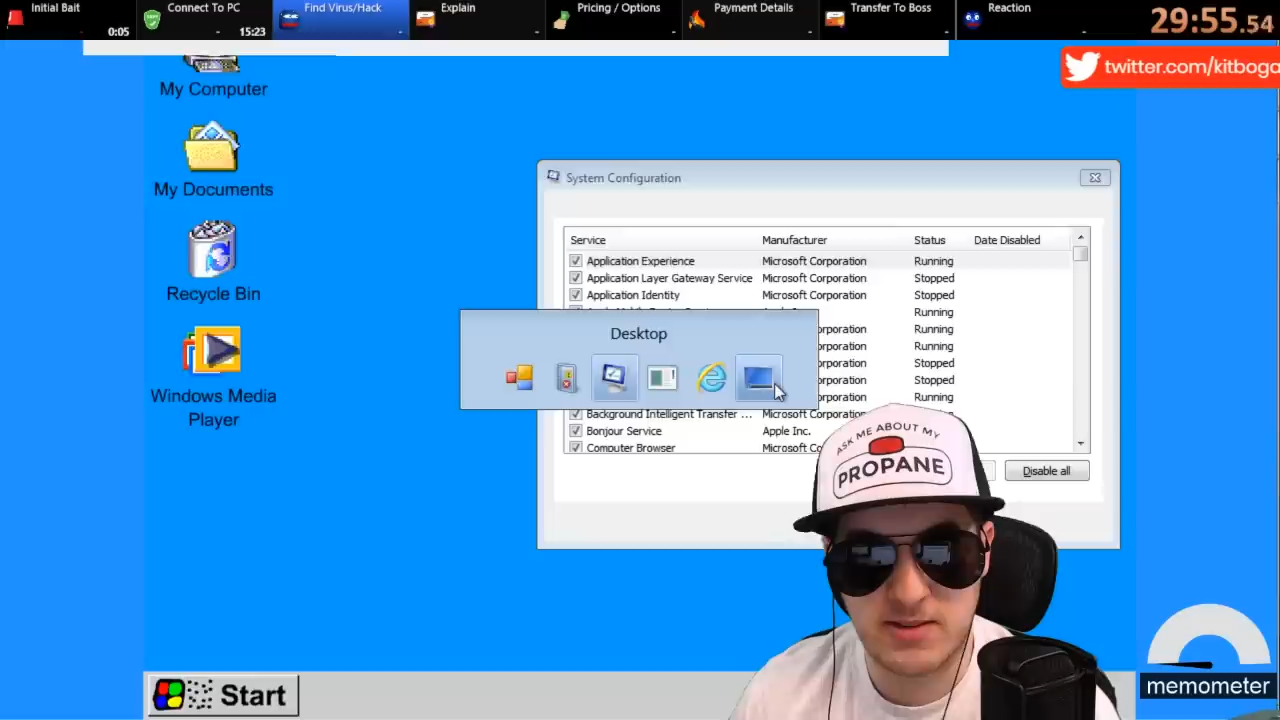 Initial Bait
0:05
Connect To PC
15:23
Find Virus/Hack
Explain
Pricing / Options
Payment Details
Transfer To Boss
Reaction
29:55.54
twitter.com/kitboga
My Computer
My Documents
Recycle Bin
Windows Media
Player
System Configuration
Service Manufacturer Status Date Disabled
Application Experience Microsoft Corporation Running
Application Layer Gateway Service Microsoft Corporation Stopped
Application Identity Microsoft Corporation Stopped
Running
Desktop
orporation Running
orporation Running
orporation Stopped
orporation Running
orporation Running
Background Intelligent Transfer ... Microsoft Corporation Stopped
Bonjour Service Apple Inc. Running
Computer Browser Microsoft Co
Disable all
ASK ME ABOUT MY
PROPANE
Start
memometer